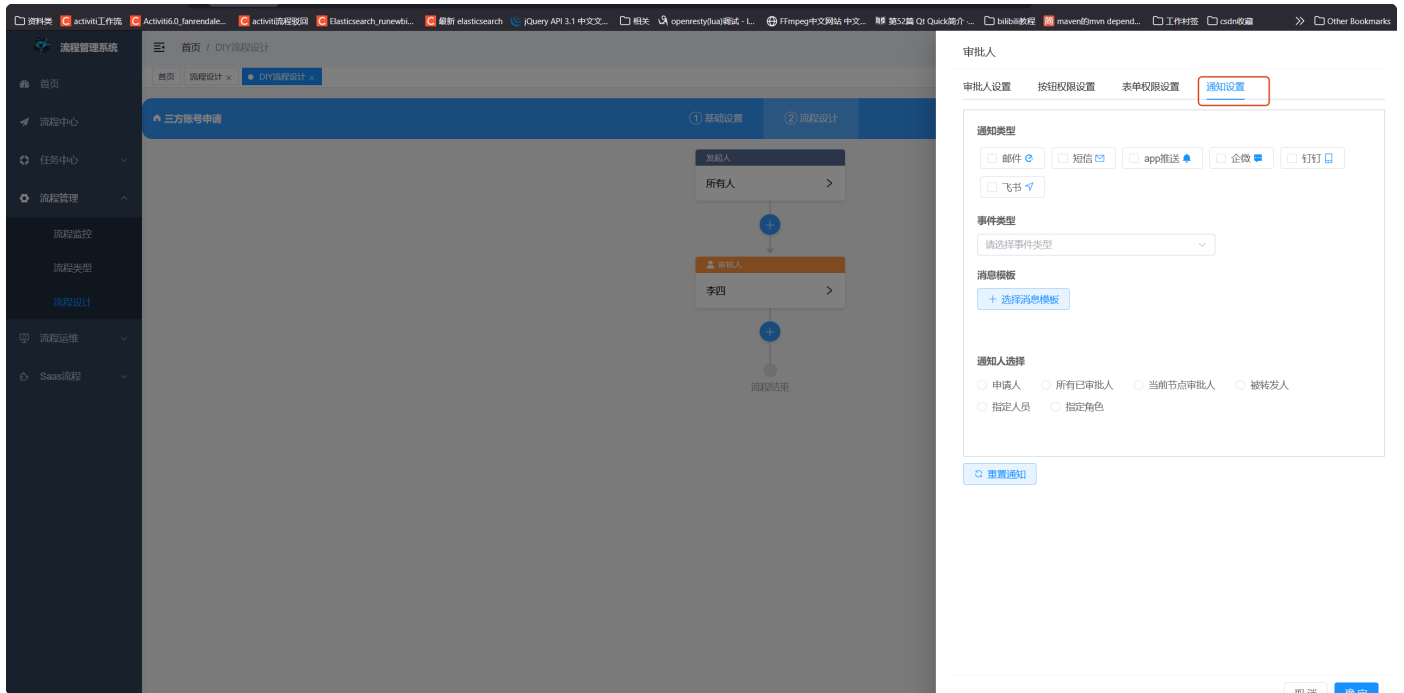 资料类 activiti工作流 Activiti6.0_fanrendale... activiti流程驳回 Elasticsearch_runewbi... 最新 elasticsearch jQuery API 3.1 中文文... 相关 openresty(lua)调试 - l... FFmpeg中文网站 中文... 第52篇 Qt Quick简介 -... bilibili教程 maven的mvn depend... 工作时签 csdn收藏 Other Bookmarks
流程管理系统
首页 / DIY流程设计
首页 流程设计 × DIY流程设计 ×
首页
流程中心
任务中心
流程管理
流程监控
流程类型
流程设计
流程运维
Saas流程
三方账号申请
1 基础设置 2 流程设计
发起人
所有人
审批人
李四
流程结束
审批人
审批人设置 按钮权限设置 表单权限设置 通知设置
通知类型
邮件 短信 app推送 企微 钉钉
飞书
事件类型
请选择事件类型
消息模板
+ 选择消息模板
通知人选择
申请人 所有已审批人 当前节点审批人 被转发人
指定人员 指定角色
重置通知
取 消 确 定